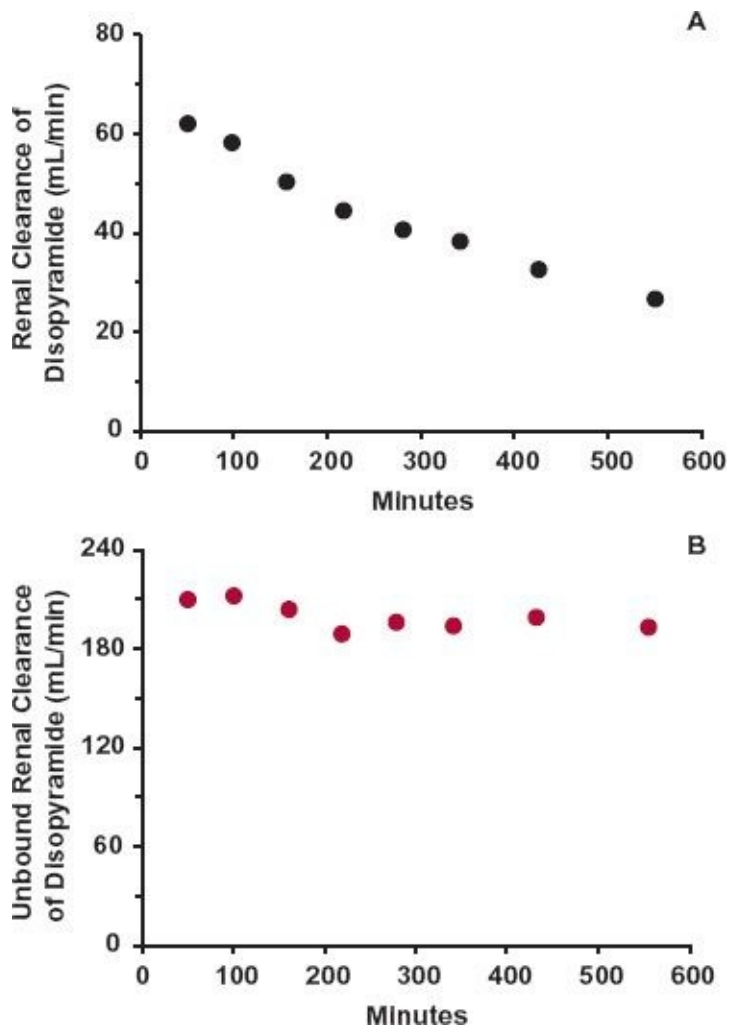 A
80
60
40
20
0
Renal Clearance of
Disopyramide (mL/min)
0 100 200 300 400 500 600
Minutes
B
240
180
120
60
0
Unbound Renal Clearance
of Disopyramide (mL/min)
0 100 200 300 400 500 600
Minutes